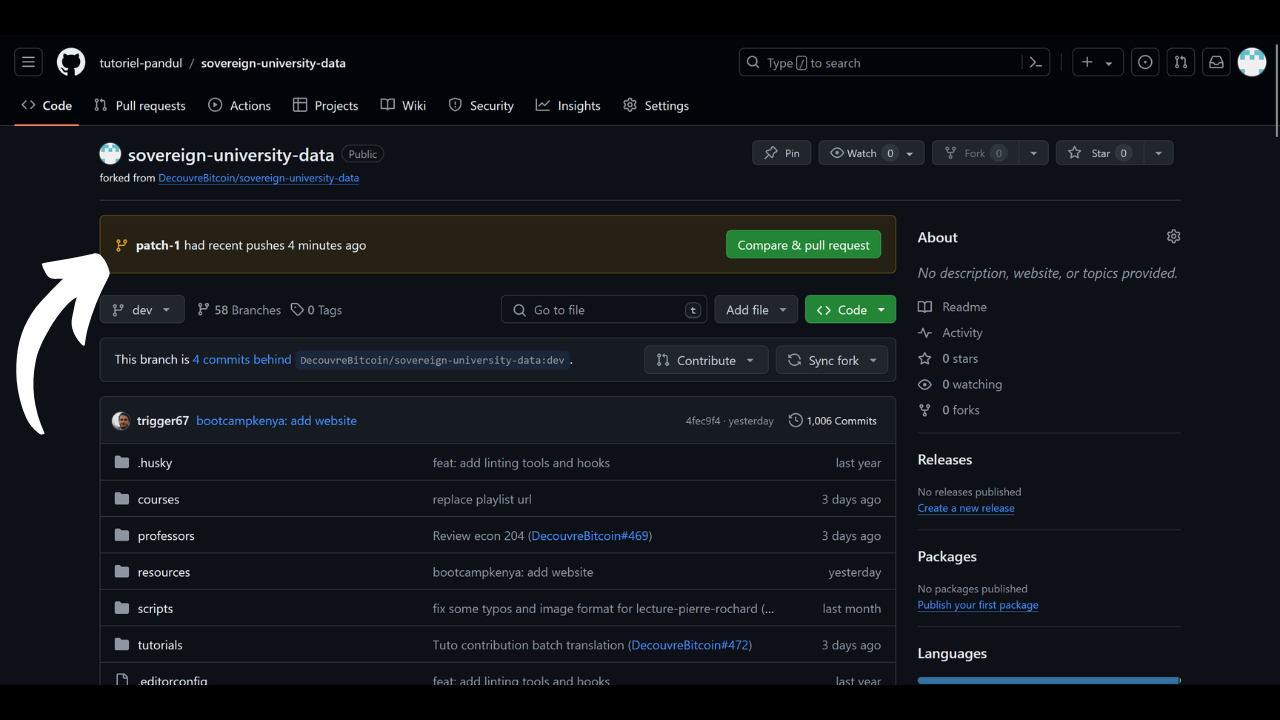 tutoriel-pandul / sovereign-university-data
Type / to search
Code Pull requests Actions Projects Wiki Security Insights Settings
sovereign-university-data Public
Pin Watch 0 Fork 0 Star 0
forked from DecouvreBitcoin/sovereign-university-data
patch-1 had recent pushes 4 minutes ago Compare & pull request
dev 58 Branches 0 Tags Go to file t Add file Code
This branch is 4 commits behind DecouvreBitcoin/sovereign-university-data:dev . Contribute Sync fork
trigger67 bootcampkenya: add website 4fec9f4 · yesterday 1,006 Commits
.husky feat: add linting tools and hooks last year
courses replace playlist url 3 days ago
professors Review econ 204 (DecouvreBitcoin#469) 3 days ago
resources bootcampkenya: add website yesterday
scripts fix some typos and image format for lecture-pierre-rochard (... last month
tutorials Tuto contribution batch translation (DecouvreBitcoin#472) 3 days ago
.editorconfig feat: add linting tools and hooks last year
About
No description, website, or topics provided.
Readme
Activity
0 stars
0 watching
0 forks
Releases
No releases published
Create a new release
Packages
No packages published
Publish your first package
Languages